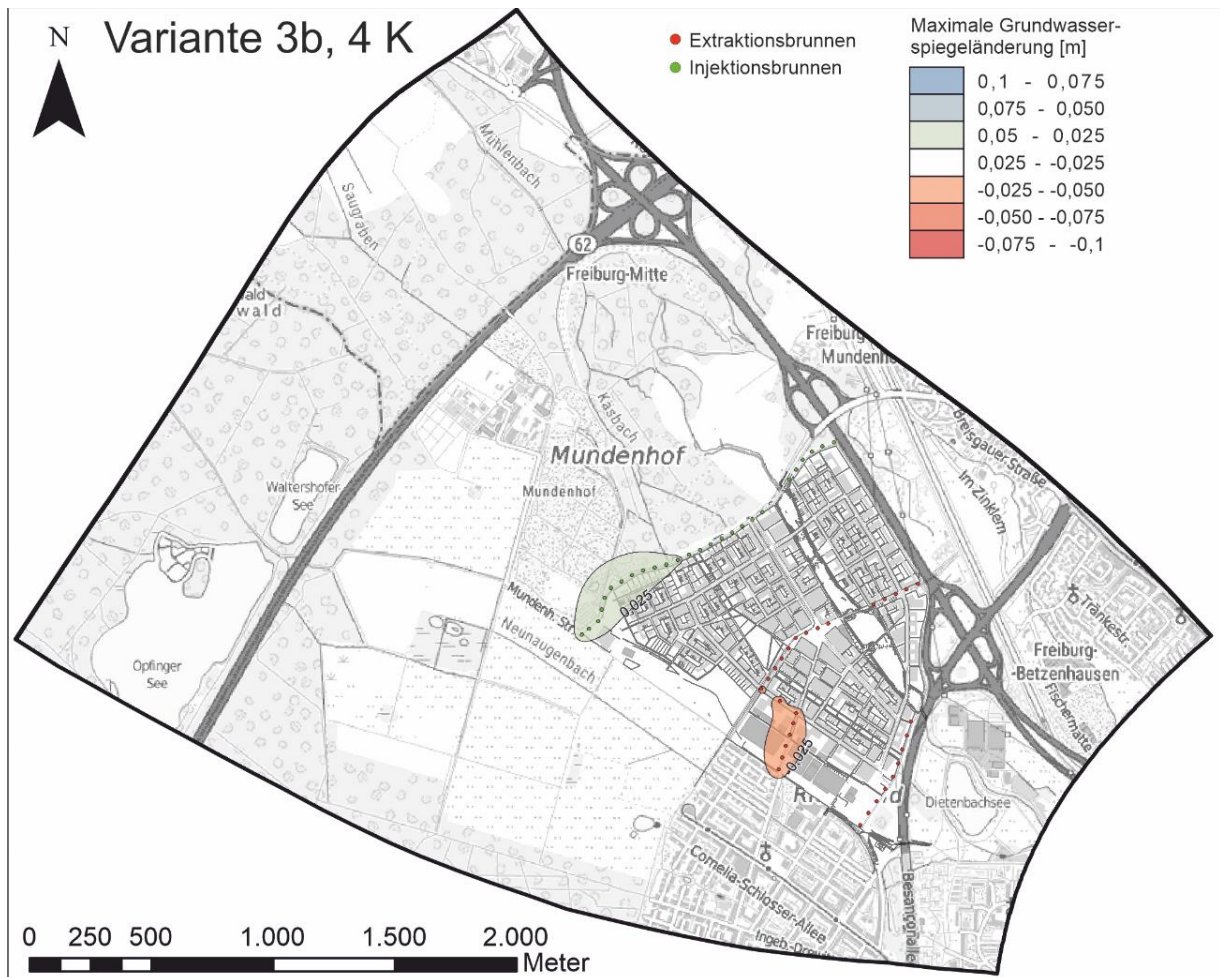 N
Variante 3b, 4 K
Extraktionsbrunnen
Injektionsbrunnen
Maximale Grundwasser-
spiegeländerung [m]
0,1 - 0,075
0,075 - 0,050
0,05 - 0,025
0,025 - -0,025
-0,025 - -0,050
-0,050 - -0,075
-0,075 - -0,1
Mühlenbach
Saugraben
62
Freiburg-Mitte
wald
Freiburg
Kasbach
Breisgauer-Straße
Mundenhof
Im Zinklern
Waltershofer
See
Mundenhof
0,025
Mundenh. Str.
Neunaugenbach
Tränkestr.
Freiburg-
Betzenhausen
Opfinger
See
Fischermatte
-0,025
Dietenbachsee
Cornelia-Schlosser-Allee
Besançonallee
0 250 500 1.000 1.500 2.000
Meter